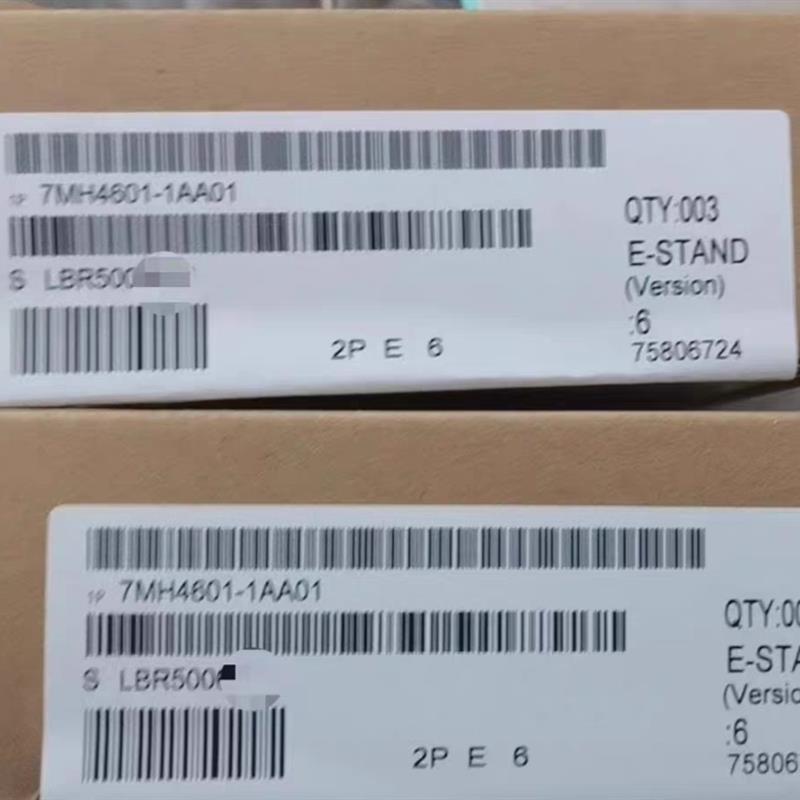 1P 7MH4601-1AA01
S LBR500
2P E 6
QTY:003
E-STAND
(Version)
:6
75806724
1P 7MH4601-1AA01
S LBR500
2P E 6
QTY:00
E-STA
(Versio
:6
75806